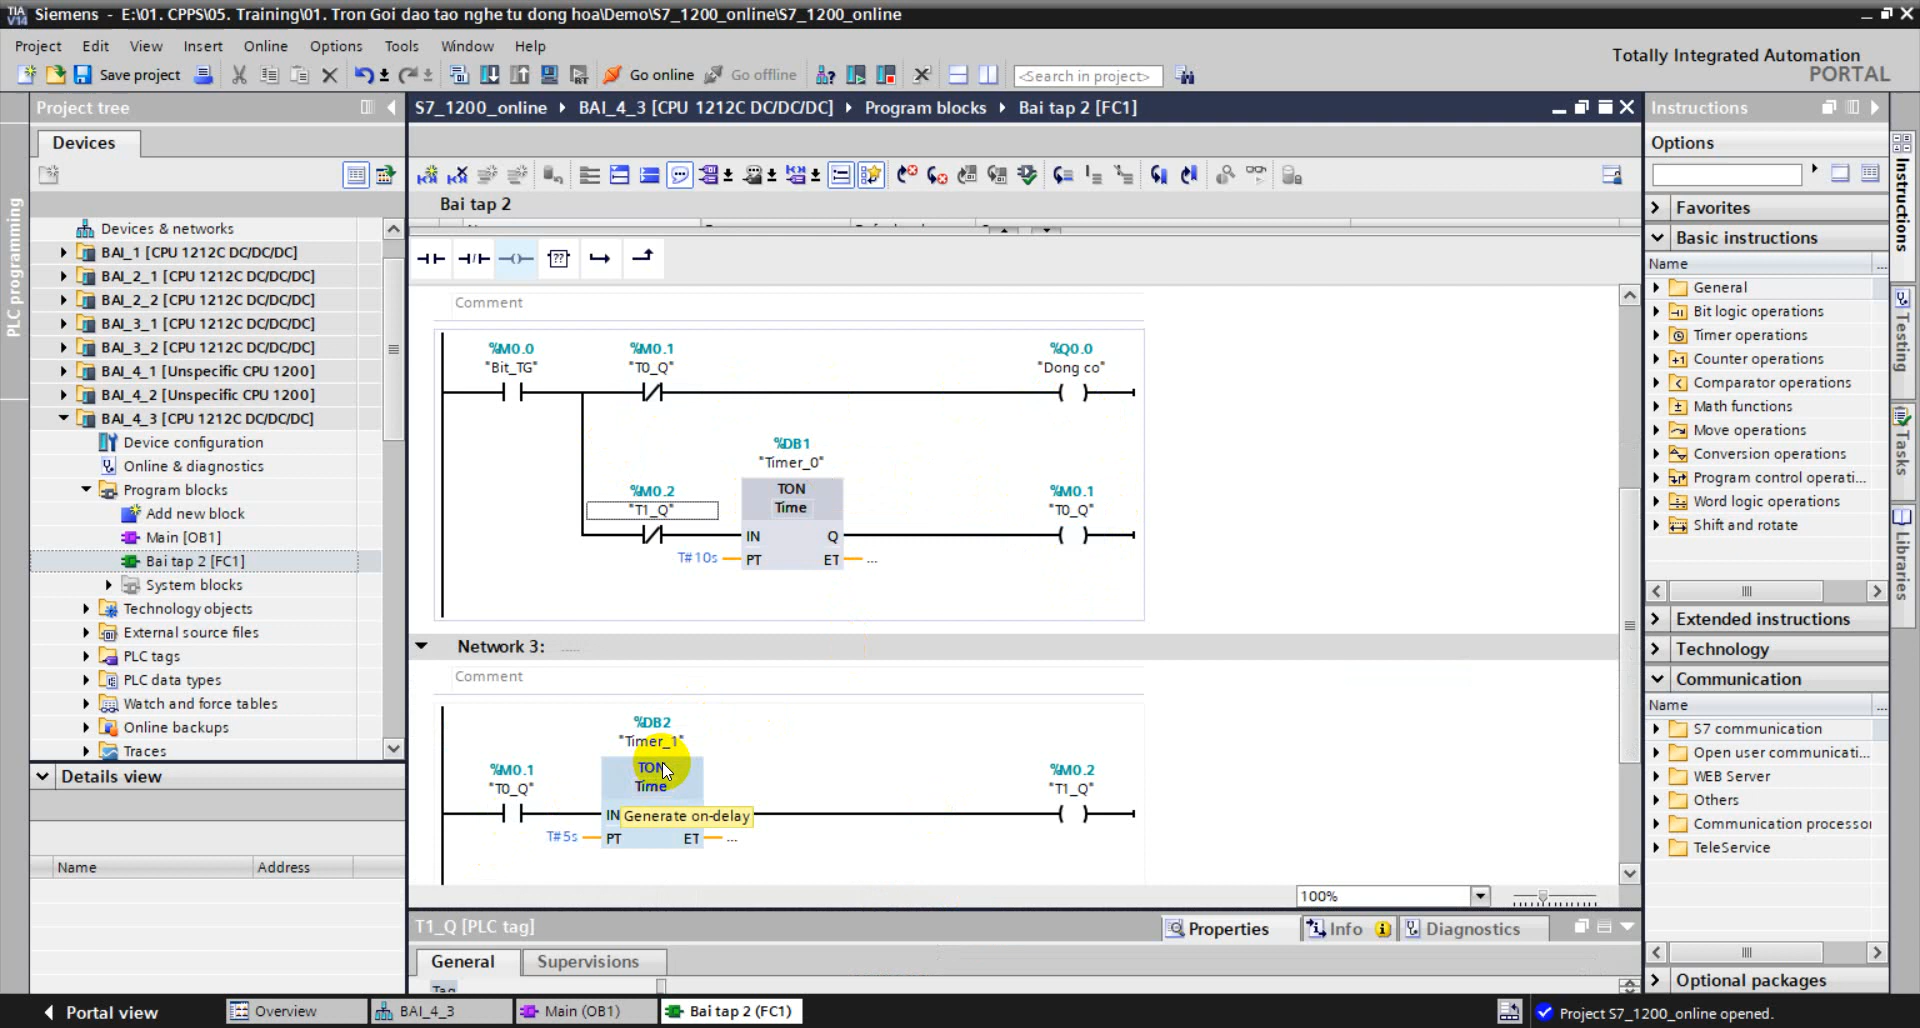 TIA
V14
Siemens - E:\01. CPPS\05. Training\01. Tron Goi dao tao nghe tu dong hoa\Demo\S7_1200_online\S7_1200_online
Project Edit View Insert Online Options Tools Window Help
Save project
Go online
Go offline
<Search in project>
Totally Integrated Automation
PORTAL
Project tree
S7_1200_online
BAI_4_3 [CPU 1212C DC/DC/DC]
Program blocks
Bai tap 2 [FC1]
Instructions
Devices
Options
Bai tap 2
Favorites
Basic instructions
Name
...
General
Bit logic operations
Timer operations
Counter operations
Comparator operations
Math functions
Move operations
Conversion operations
Program control operati...
Word logic operations
Shift and rotate
Extended instructions
Technology
Communication
Name
...
S7 communication
Open user communicati...
WEB Server
Others
Communication processor
TeleService
Optional packages
PLC programming
Devices & networks
BAI_1 [CPU 1212C DC/DC/DC]
BAI_2_1 [CPU 1212C DC/DC/DC]
BAI_2_2 [CPU 1212C DC/DC/DC]
BAI_3_1 [CPU 1212C DC/DC/DC]
BAI_3_2 [CPU 1212C DC/DC/DC]
BAI_4_1 [Unspecific CPU 1200]
BAI_4_2 [Unspecific CPU 1200]
BAI_4_3 [CPU 1212C DC/DC/DC]
Device configuration
Online & diagnostics
Program blocks
Add new block
Main [OB1]
Bai tap 2 [FC1]
System blocks
Technology objects
External source files
PLC tags
PLC data types
Watch and force tables
Online backups
Traces
Details view
Name Address
??
Comment
%M0.0
"Bit_TG"
%M0.1
"T0_Q"
%Q0.0
"Dong co"
%DB1
"Timer_0"
%M0.2
"T1_Q"
TON
Time
%M0.1
"T0_Q"
IN Q
T#10s PT ET ...
Network 3: .....
Comment
%DB2
"Timer_1"
%M0.1
"T0_Q"
TON
Time
%M0.2
"T1_Q"
IN
Generate on-delay
T#5s PT ET ...
100%
T1_Q [PLC tag]
Properties Info Diagnostics
General Supervisions
Instructions
Testing
Tasks
Libraries
Portal view
Overview
BAI_4_3
Main (OB1)
Bai tap 2 (FC1)
Project S7_1200_online opened.